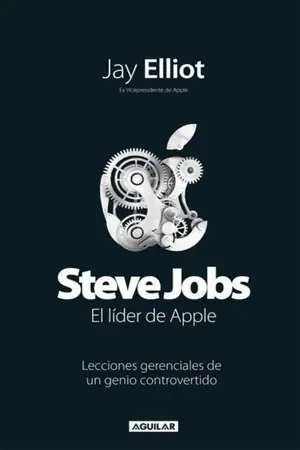 Jay Elliot
Ex Vicepresidente de Apple
Steve Jobs
El líder de Apple
Lecciones gerenciales de
un genio controvertido
AGUILAR